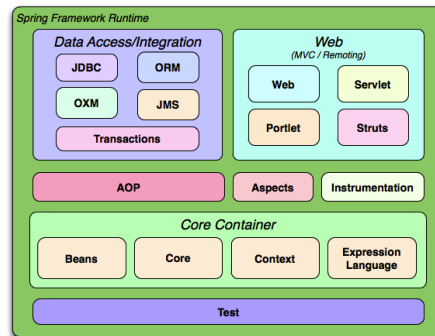 Spring Framework Runtime
Data Access/Integration
JDBC
ORM
OXM
JMS
Transactions
Web
(MVC / Remoting)
Web
Servlet
Portlet
Struts
AOP
Aspects
Instrumentation
Core Container
Beans
Core
Context
Expression
Language
Test